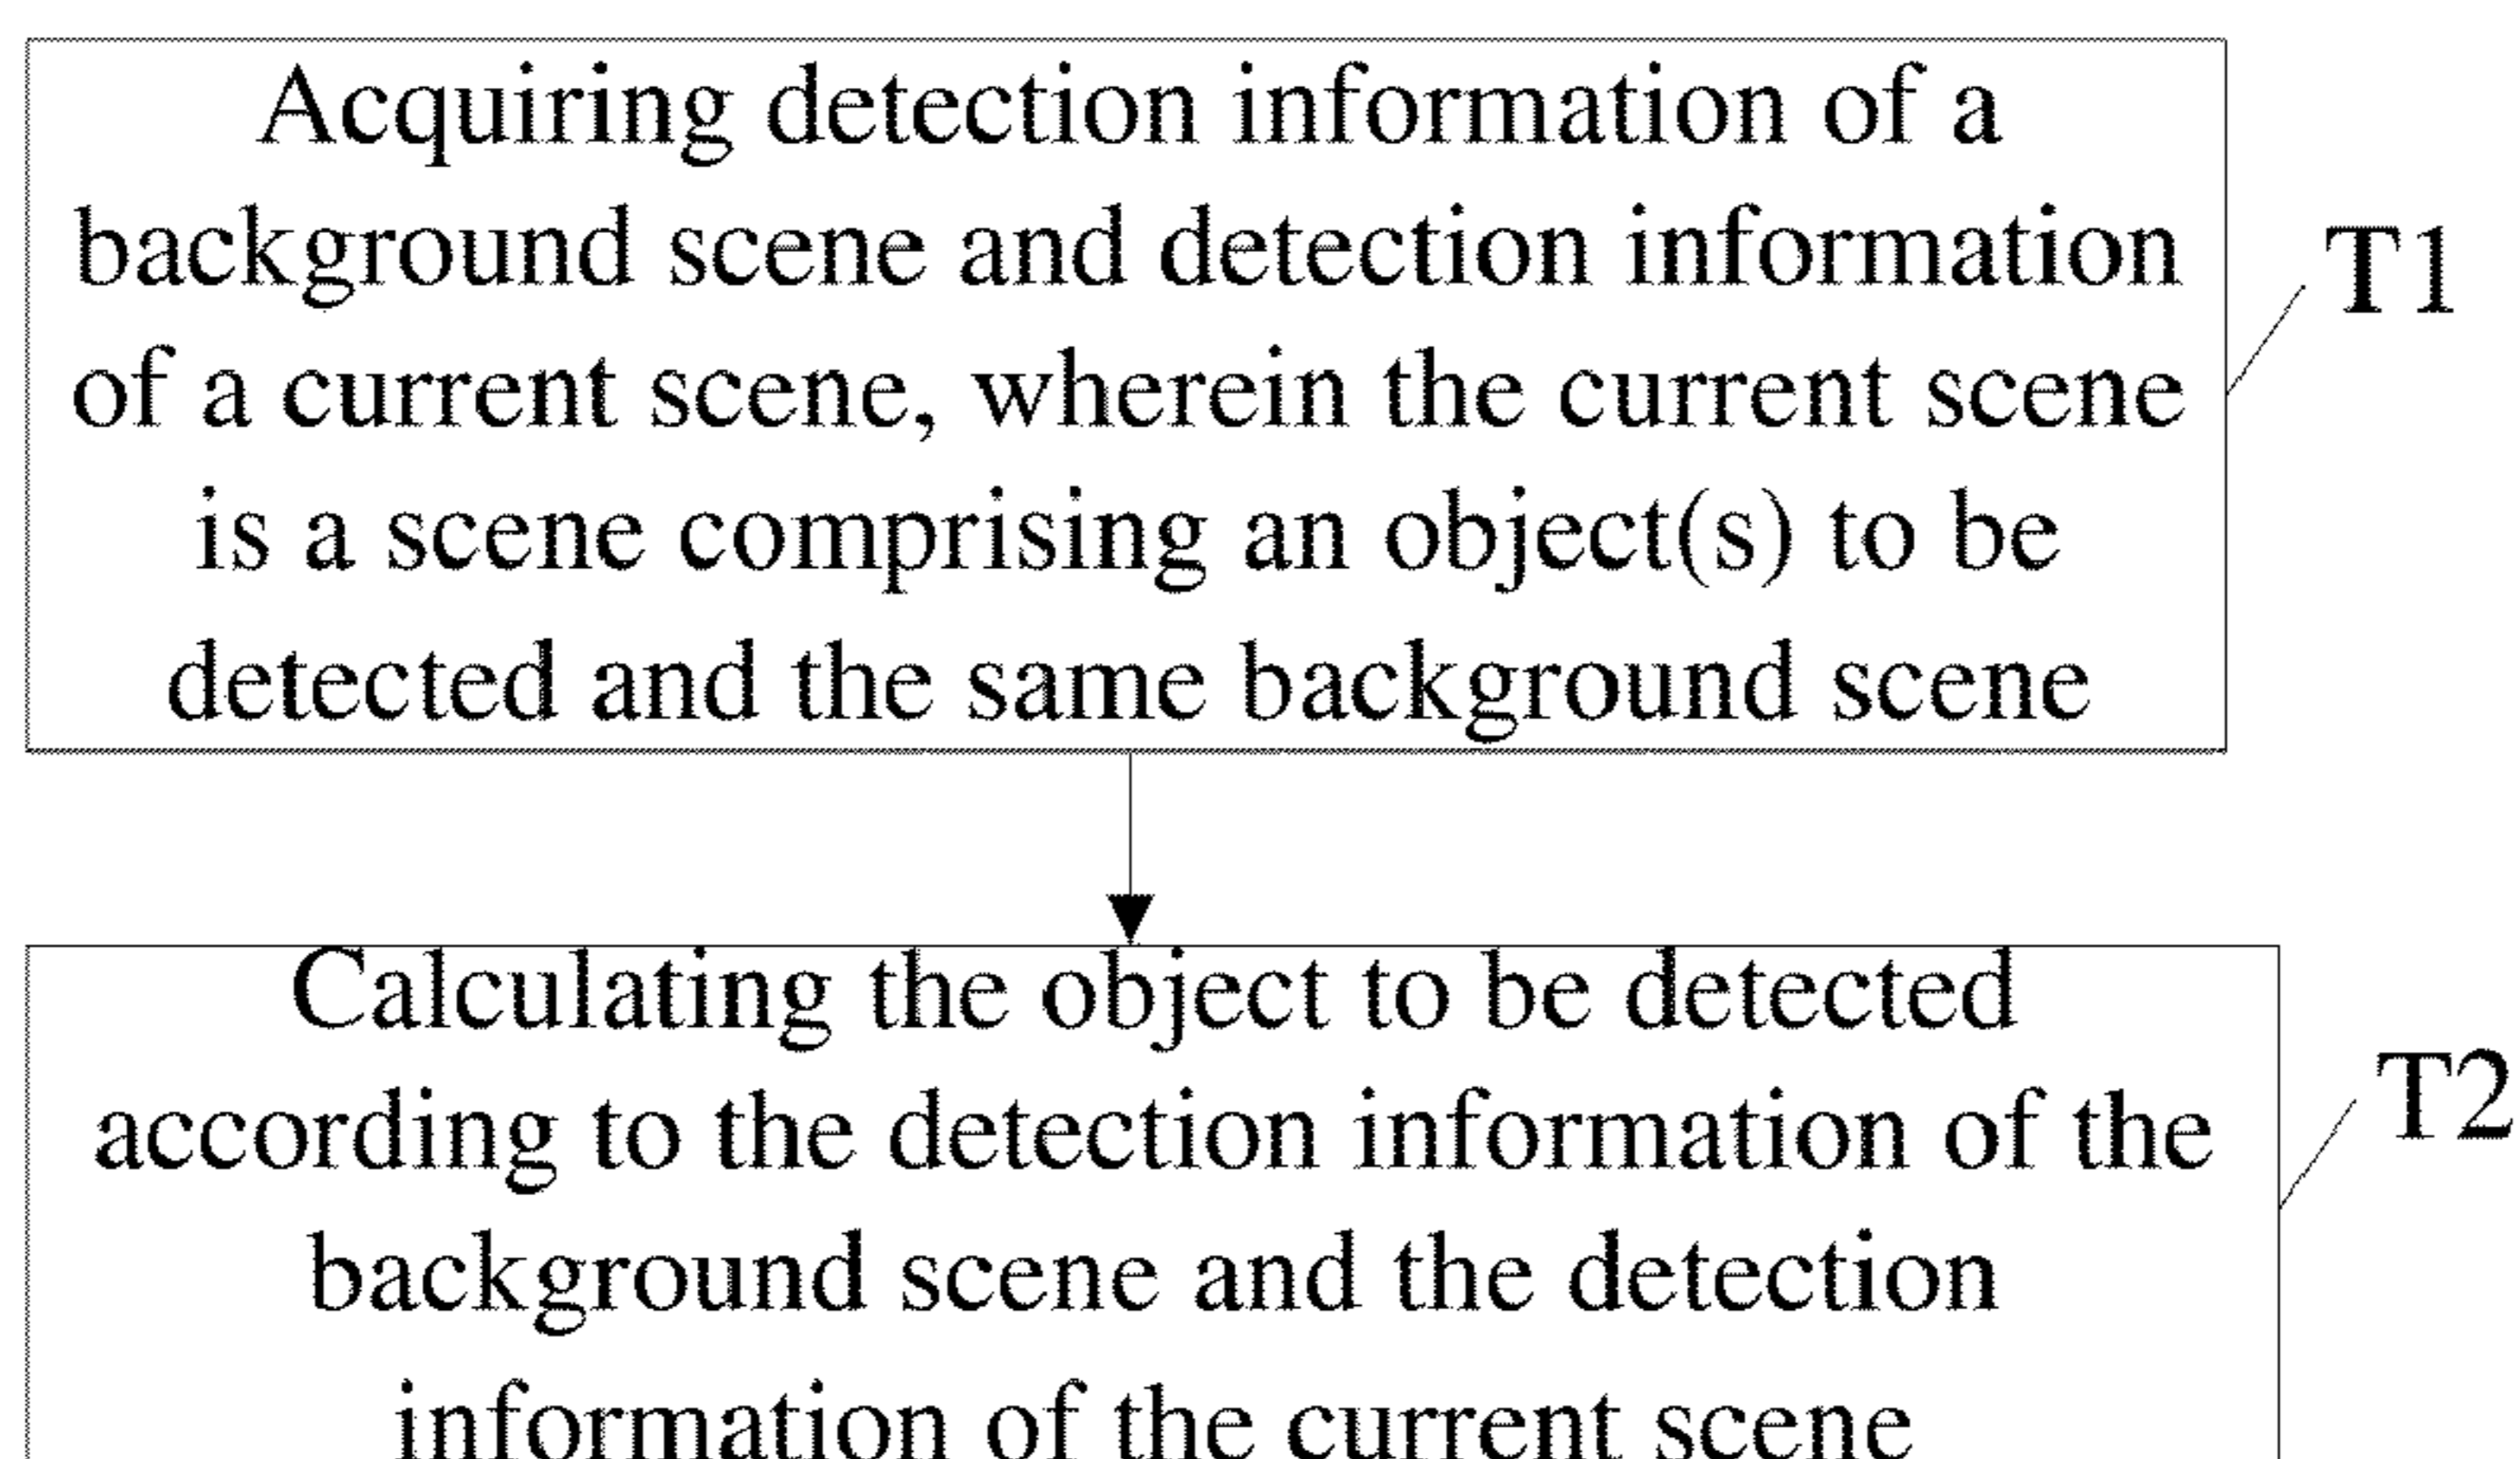 Acquiring detection information of a
background scene and detection information
of a current scene, wherein the current scene
is a scene comprising an object(s) to be
detected and the same background scene
T1
Calculating the object to be detected
according to the detection information of the
background scene and the detection
information of the current scene
T2